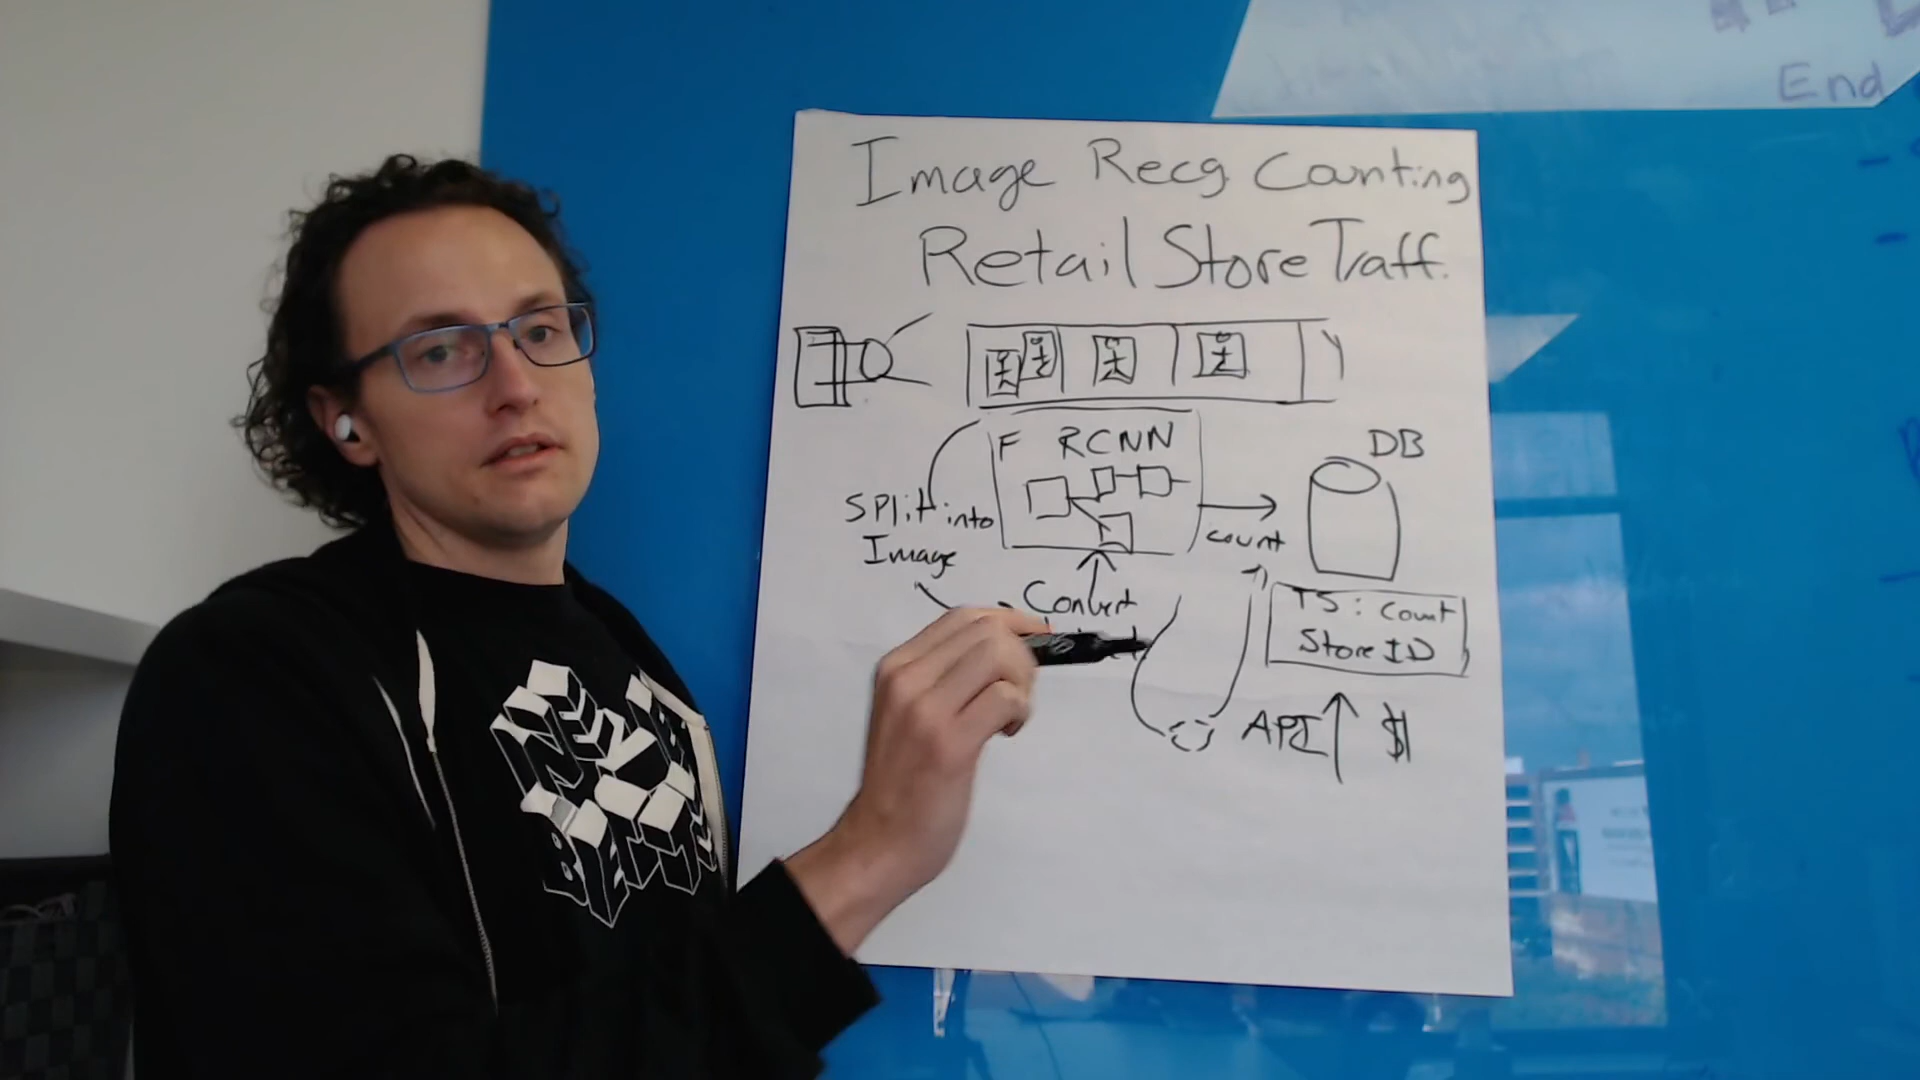 End
Image Recg Counting
Retail Store Traff.
F RCNN
DB
Split into
Image
count
Convert
TS: Count
Store ID
API $